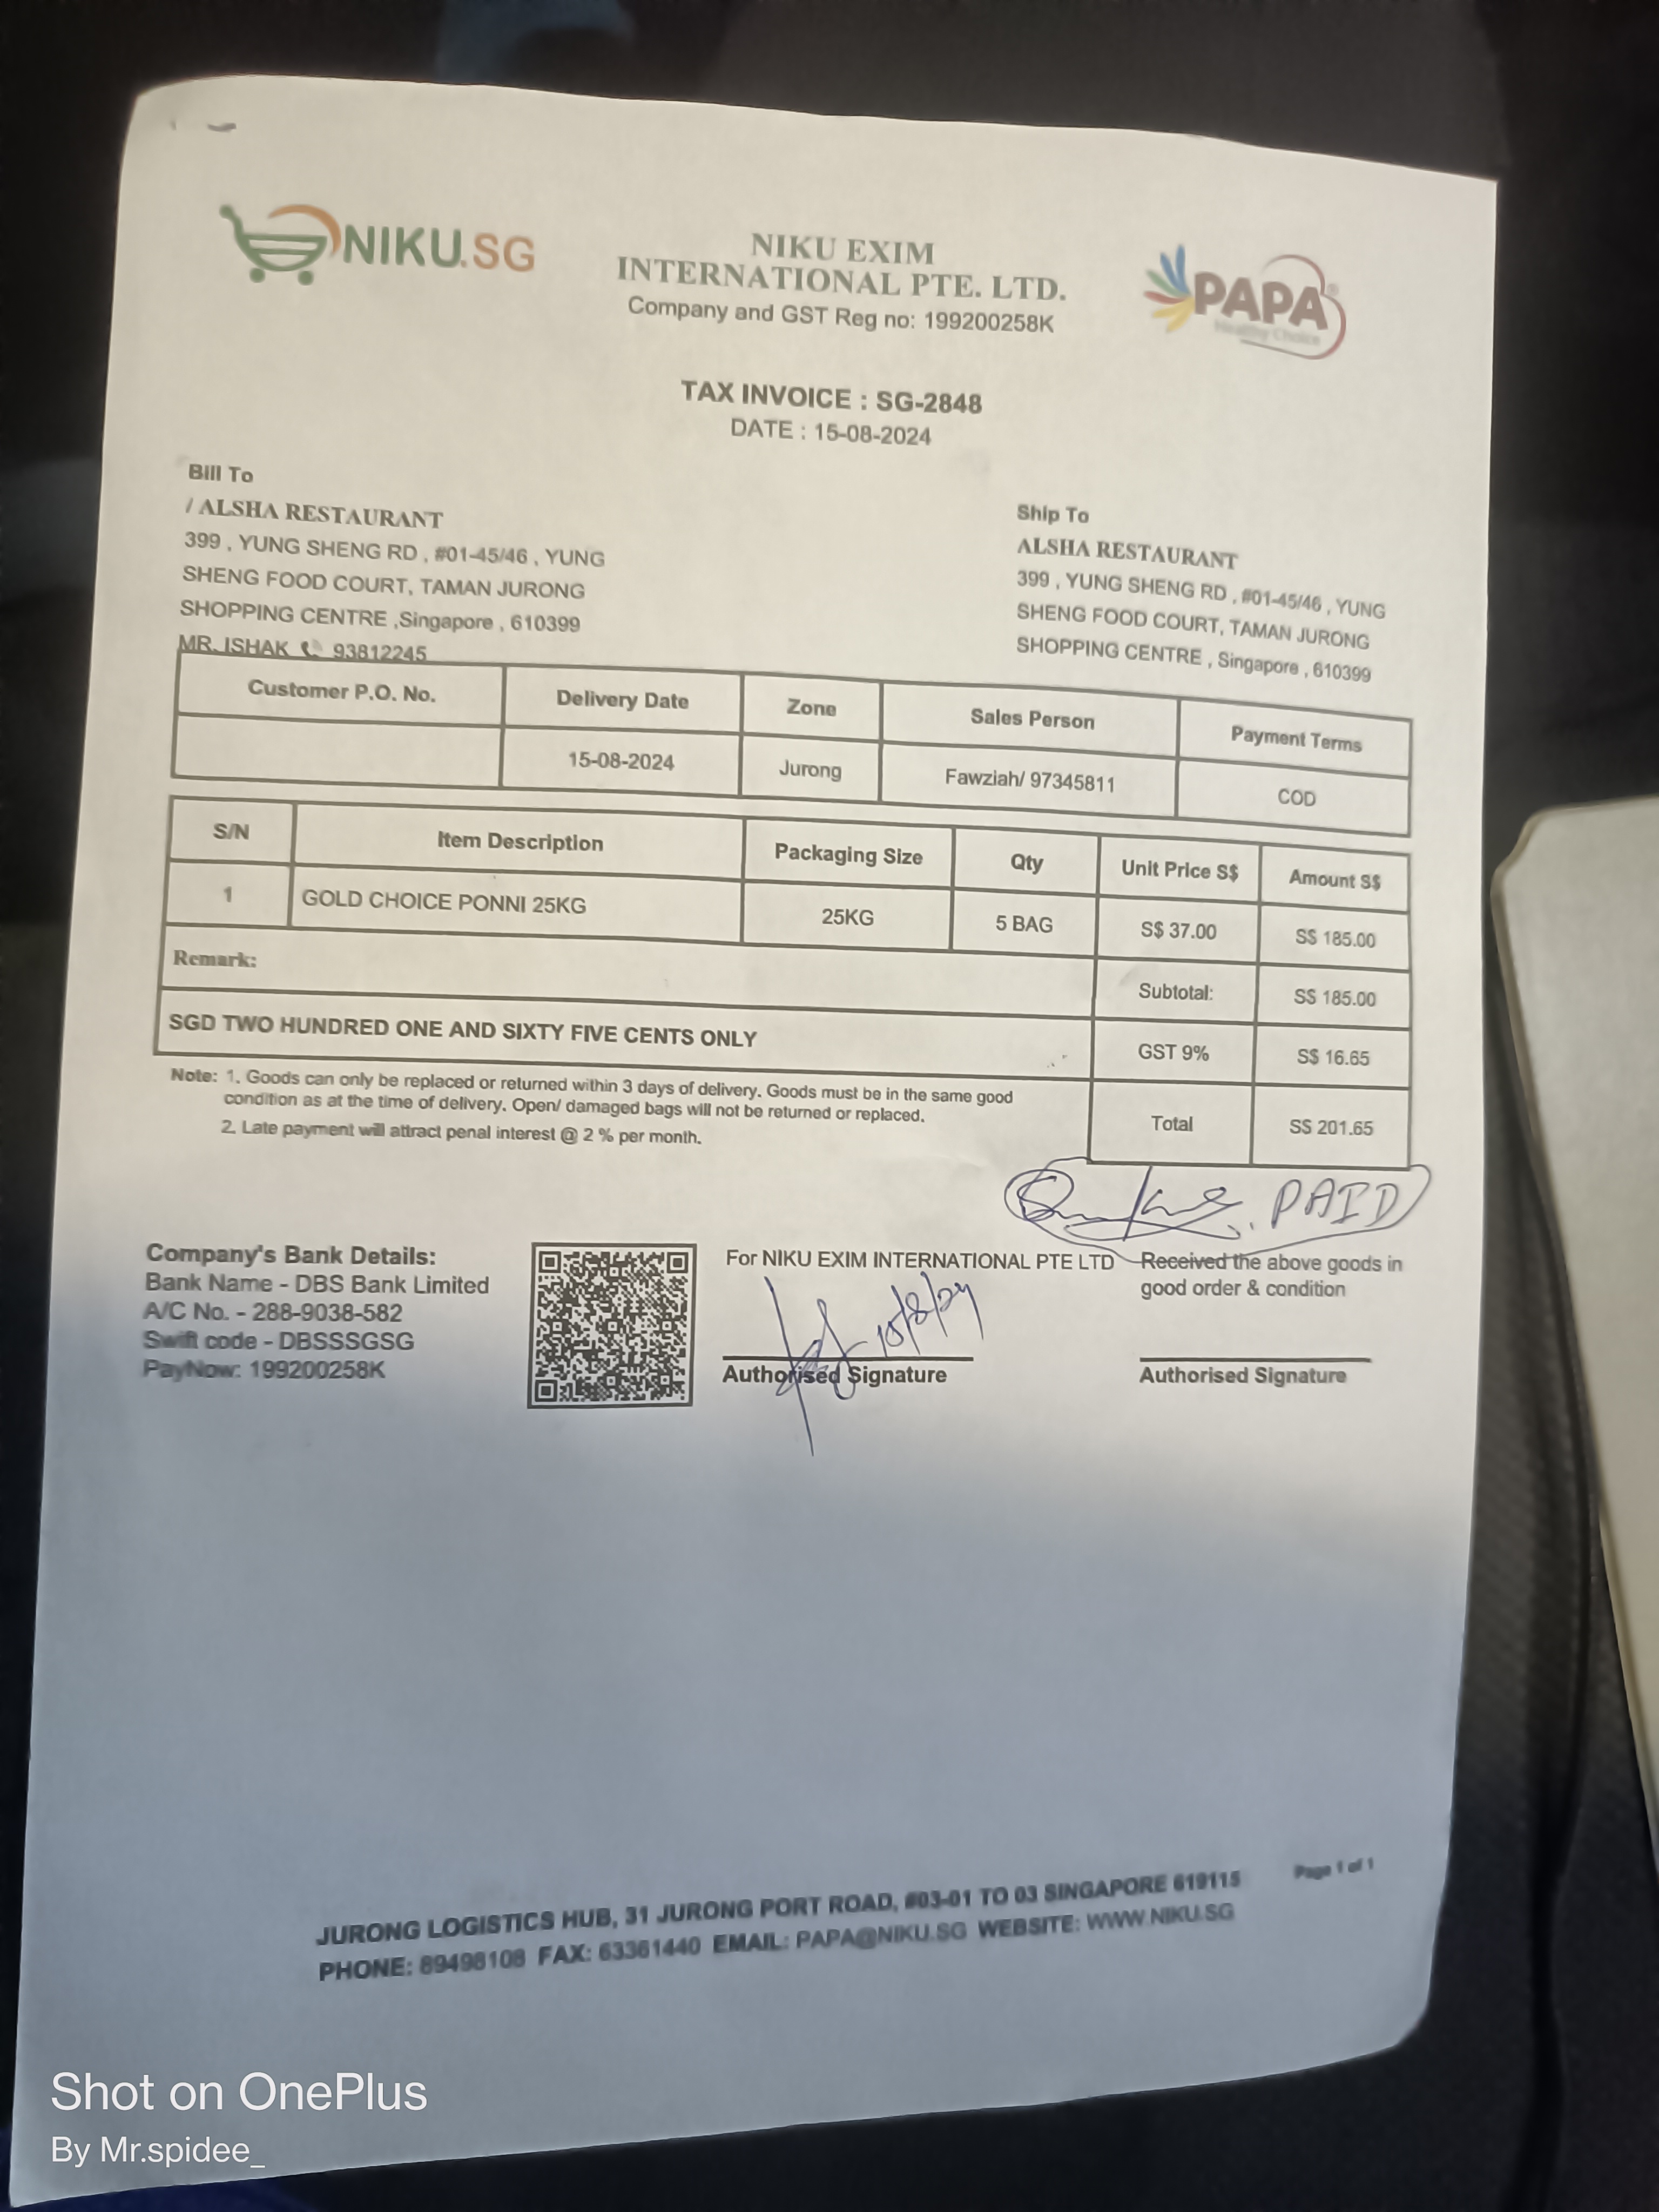 NIKU.SG
NIKU EXIM
INTERNATIONAL PTE. LTD.
Company and GST Reg no: 199200258K
PAPA®
Healthy Choice
TAX INVOICE : SG-2848
DATE : 15-08-2024
Bill To
/ ALSHA RESTAURANT
399 , YUNG SHENG RD , #01-45/46 , YUNG
SHENG FOOD COURT, TAMAN JURONG
SHOPPING CENTRE ,Singapore , 610399
MR. ISHAK 📞 93812245
Ship To
ALSHA RESTAURANT
399 , YUNG SHENG RD , #01-45/46 , YUNG
SHENG FOOD COURT, TAMAN JURONG
SHOPPING CENTRE , Singapore , 610399
Customer P.O. No. Delivery Date Zone Sales Person Payment Terms
15-08-2024 Jurong Fawziah/ 97345811 COD
S/N Item Description Packaging Size Qty Unit Price S$ Amount S$
1 GOLD CHOICE PONNI 25KG 25KG 5 BAG S$ 37.00 S$ 185.00
Remark: Subtotal: S$ 185.00
SGD TWO HUNDRED ONE AND SIXTY FIVE CENTS ONLY GST 9% S$ 16.65
Total S$ 201.65
Note: 1. Goods can only be replaced or returned within 3 days of delivery. Goods must be in the same good
condition as at the time of delivery. Open/ damaged bags will not be returned or replaced.
2. Late payment will attract penal interest @ 2 % per month.
PAID
Company's Bank Details:
Bank Name - DBS Bank Limited
A/C No. - 288-9038-582
Swift code - DBSSSGSG
PayNow: 199200258K
For NIKU EXIM INTERNATIONAL PTE LTD
15/8/24
Authorised Signature
Received the above goods in
good order & condition
Authorised Signature
Page 1 of 1
JURONG LOGISTICS HUB, 31 JURONG PORT ROAD, #03-01 TO 03 SINGAPORE 619115
PHONE: 89498108 FAX: 63361440 EMAIL: PAPA@NIKU.SG WEBSITE: WWW.NIKU.SG
Shot on OnePlus
By Mr.spidee_